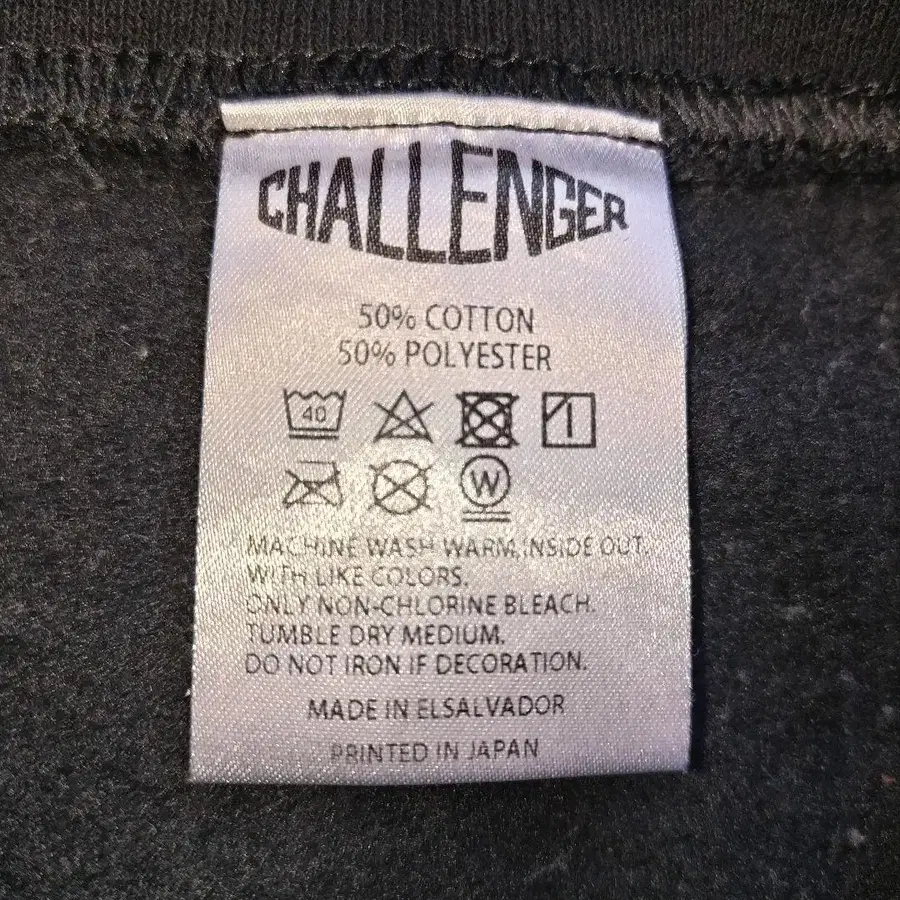 CHALLENGER
50% COTTON
50% POLYESTER
40
W
MACHINE WASH WARM, INSIDE OUT.
WITH LIKE COLORS.
ONLY NON-CHLORINE BLEACH.
TUMBLE DRY MEDIUM.
DO NOT IRON IF DECORATION.
MADE IN ELSALVADOR
PRINTED IN JAPAN